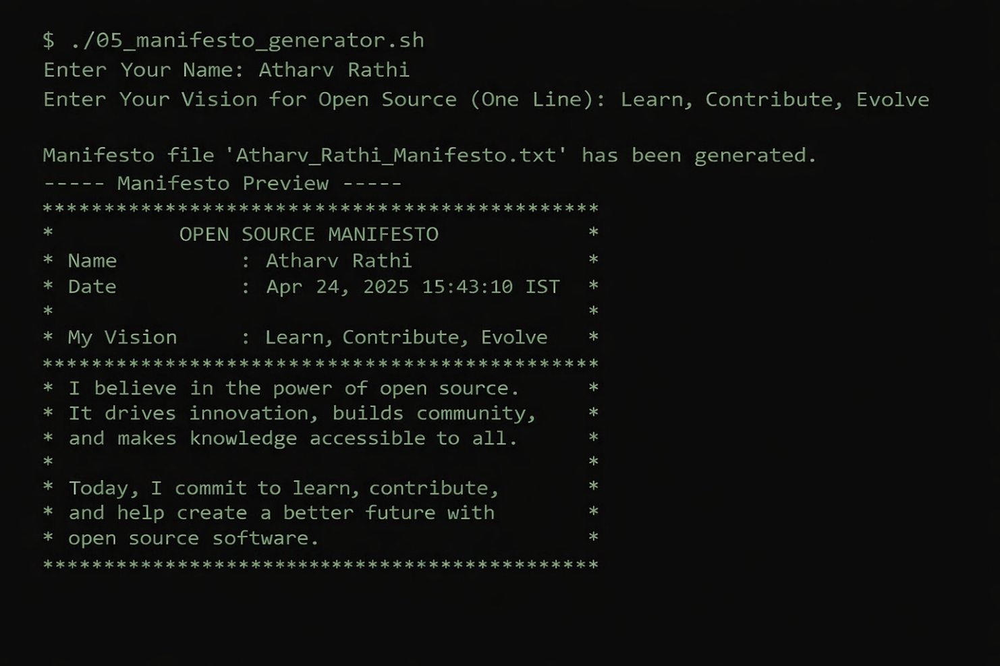 $ ./05_manifesto_generator.sh
Enter Your Name: Atharv Rathi
Enter Your Vision for Open Source (One Line): Learn, Contribute, Evolve
Manifesto file 'Atharv_Rathi_Manifesto.txt' has been generated.
----- Manifesto Preview -----
**********************************************
* OPEN SOURCE MANIFESTO *
* Name : Atharv Rathi *
* Date : Apr 24, 2025 15:43:10 IST *
* *
* My Vision : Learn, Contribute, Evolve *
**********************************************
* I believe in the power of open source. *
* It drives innovation, builds community, *
* and makes knowledge accessible to all. *
* *
* Today, I commit to learn, contribute, *
* and help create a better future with *
* open source software. *
**********************************************